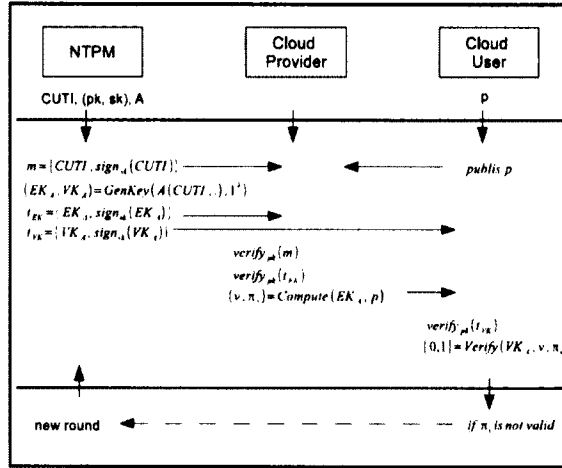 NTPM
Cloud Provider
Cloud User
CUTI, (pk, sk), A
p
m={CUTI, sign_sk(CUTI)}
publis p
(EK_A, VK_A)=GenKey(A(CUTI,.),1^λ)
t_EK={EK_A, sign_sk(EK_A)}
t_VK={VK_A, sign_sk(VK_A)}
verify_pk(m)
verify_pk(t_EK)
{v, π_v}=Compute(EK_A, p)
verify_pk(t_VK)
{0,1}=Verify(VK_A, v, π_v
new round
if π_v is not valid